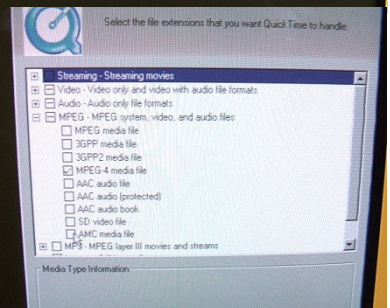 Select the file extensions that you want QuickTime to handle:
Streaming - Streaming movies
Video - Video only and video with audio file formats
Audio - Audio only file formats
MPEG - MPEG system, video, and audio files
MPEG media file
3GPP media file
3GPP2 media file
MPEG-4 media file
AAC audio file
AAC audio (protected)
AAC audio book
SD video file
AMC media file
MP3 - MPEG layer III movies and streams
Media Type Information